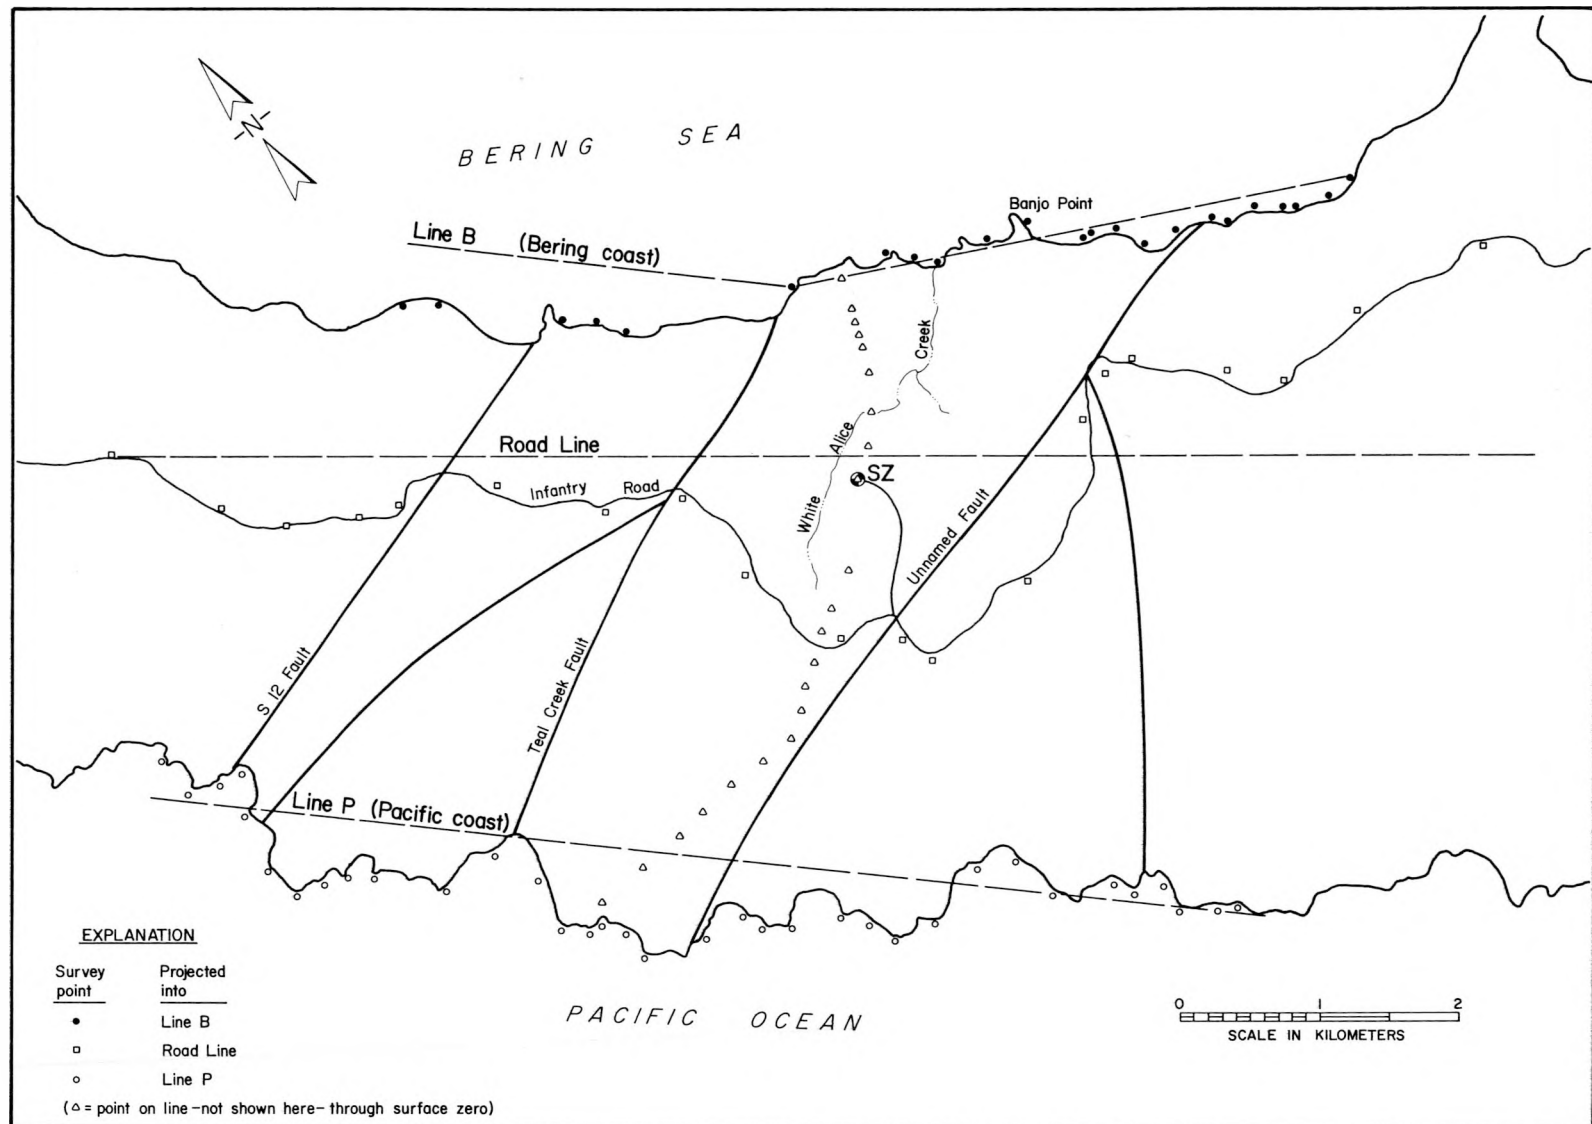 N
BERING SEA
Banjo Point
Line B (Bering coast)
Creek
Alice
White
Road Line
SZ
Infantry Road
Unnamed Fault
S 12 Fault
Teal Creek Fault
Line P (Pacific coast)
EXPLANATION
Survey point
Projected into
Line B
Road Line
Line P
(△ = point on line – not shown here – through surface zero)
PACIFIC OCEAN
0 1 2
SCALE IN KILOMETERS